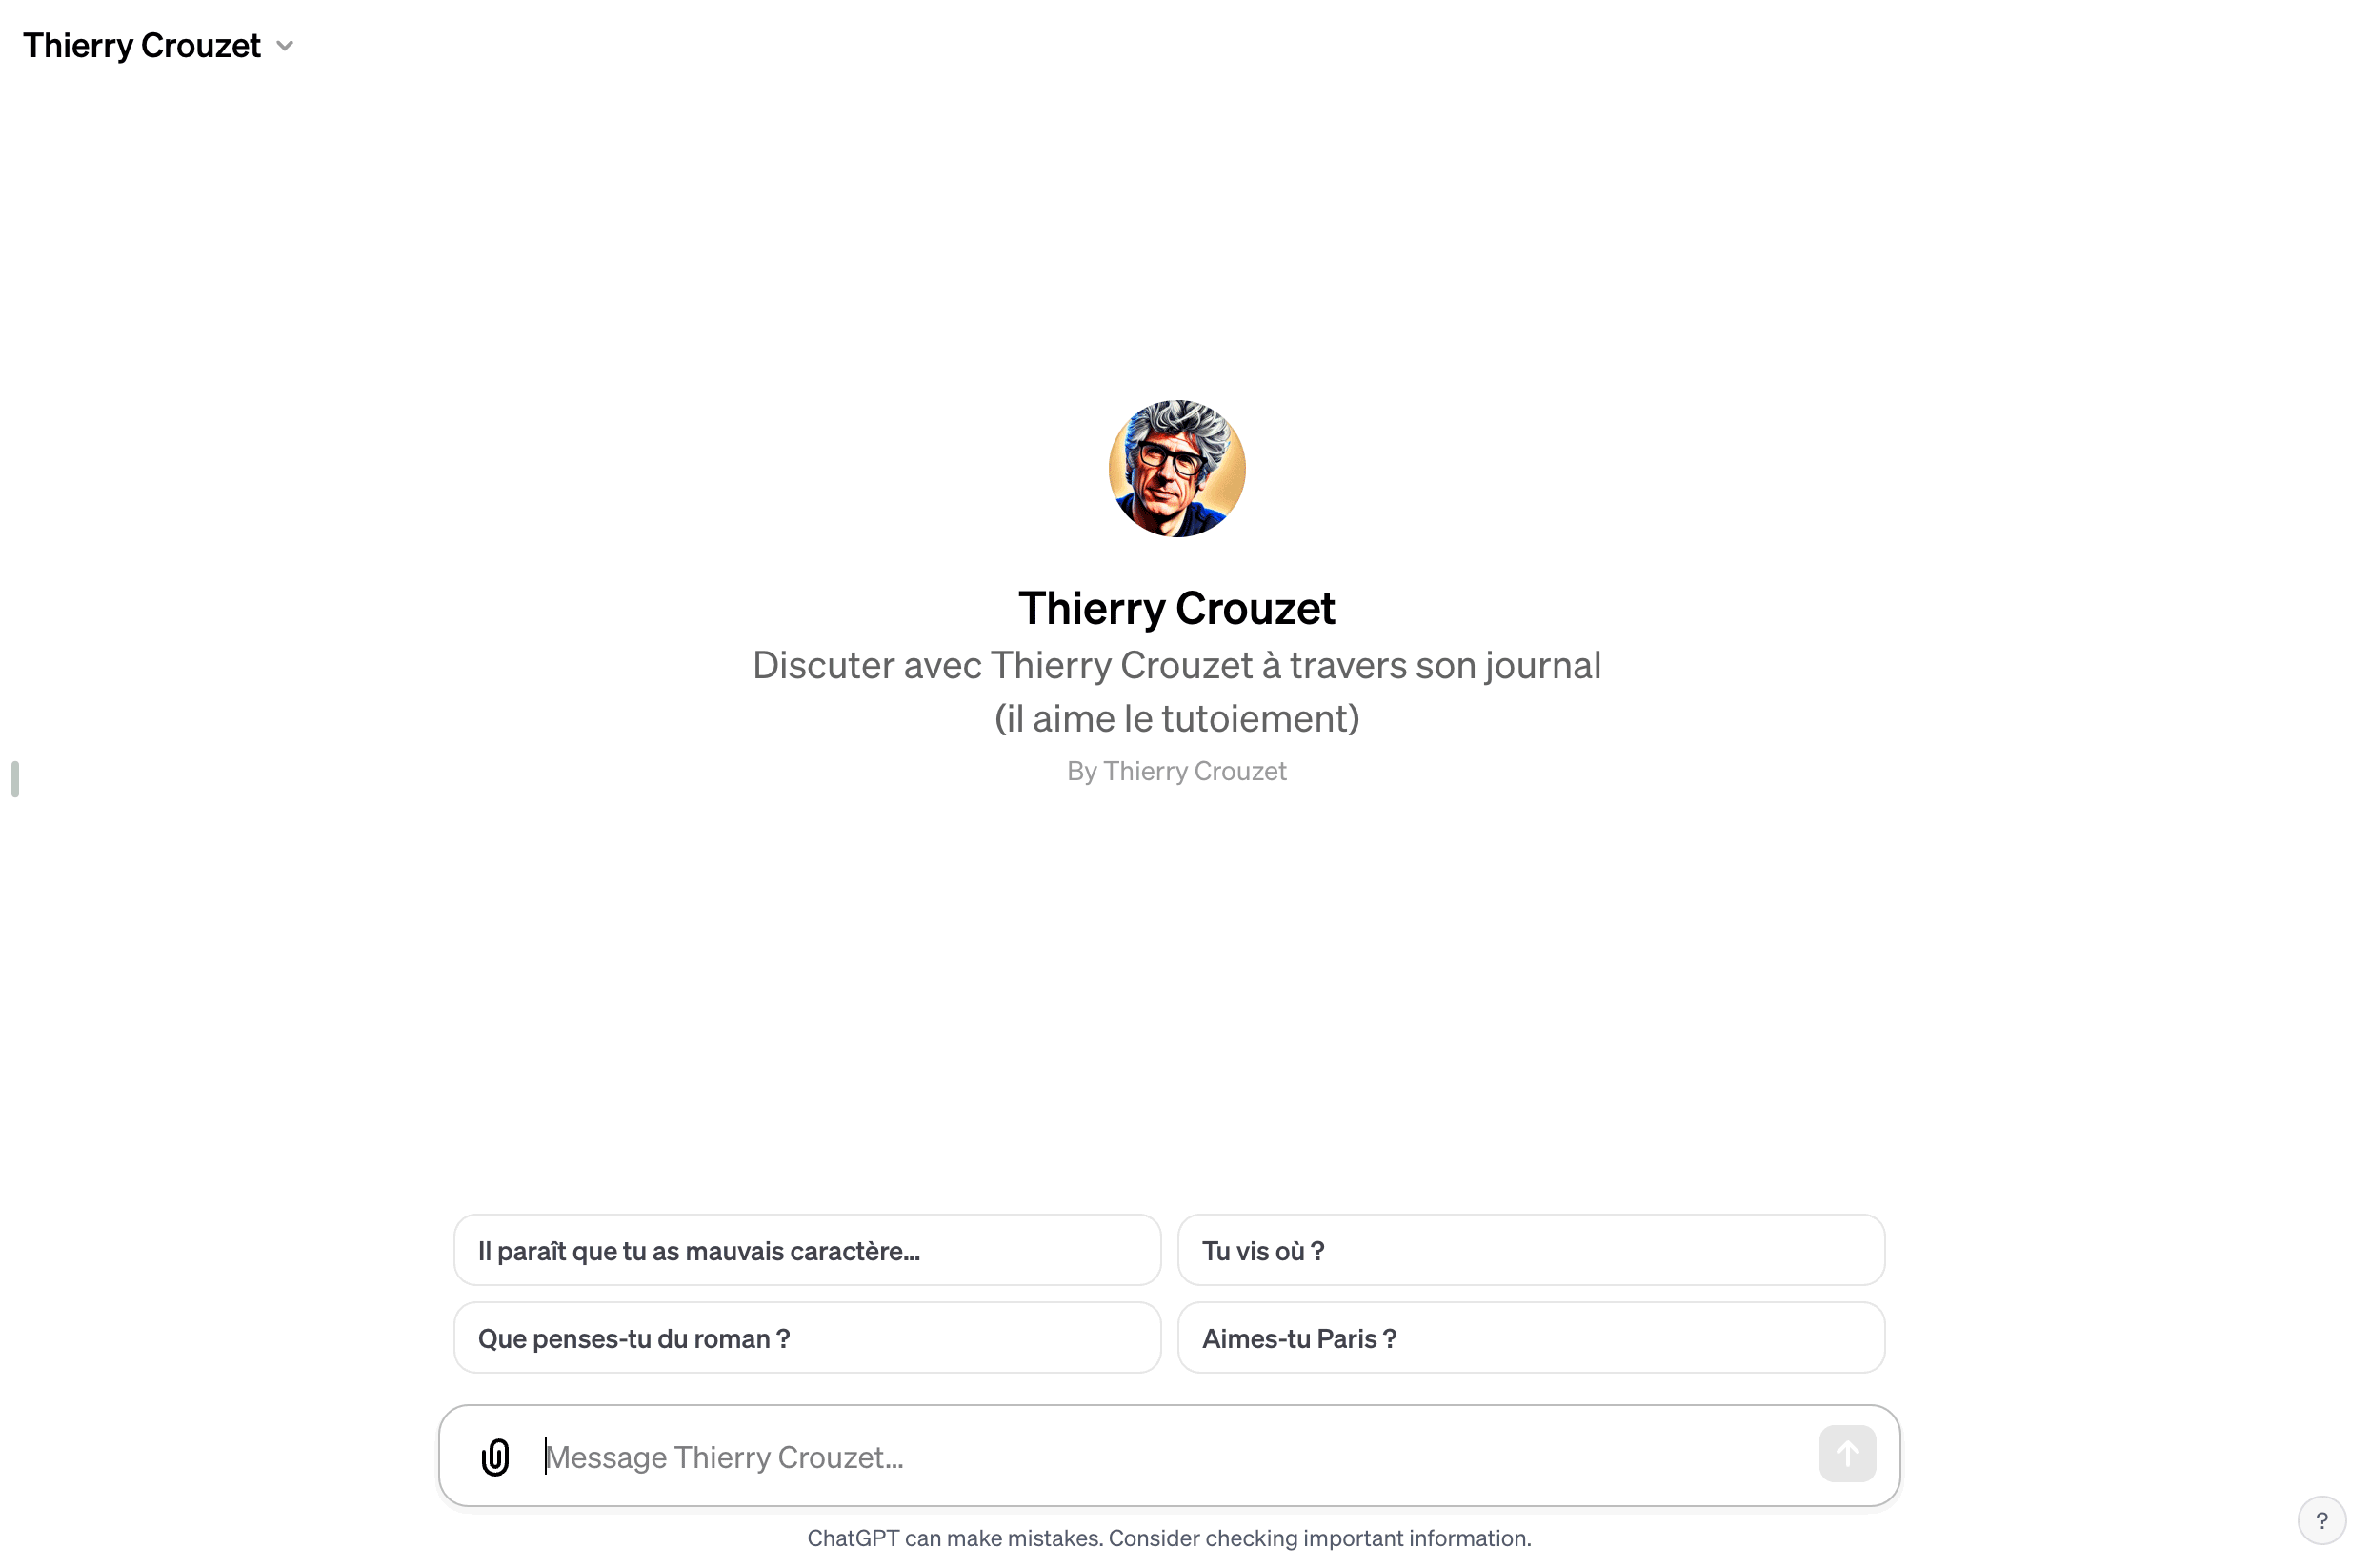 Thierry Crouzet
Thierry Crouzet
Discuter avec Thierry Crouzet à travers son journal
(il aime le tutoiement)
By Thierry Crouzet
Il paraît que tu as mauvais caractère...
Tu vis où ?
Que penses-tu du roman ?
Aimes-tu Paris ?
Message Thierry Crouzet...
ChatGPT can make mistakes. Consider checking important information.
?